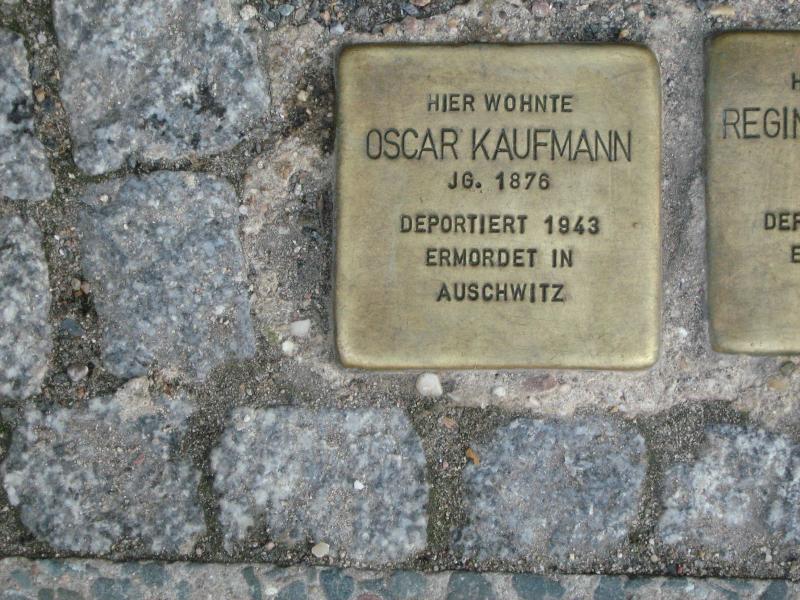 HIER WOHNTE
OSCAR KAUFMANN
JG. 1876
DEPORTIERT 1943
ERMORDET IN
AUSCHWITZ